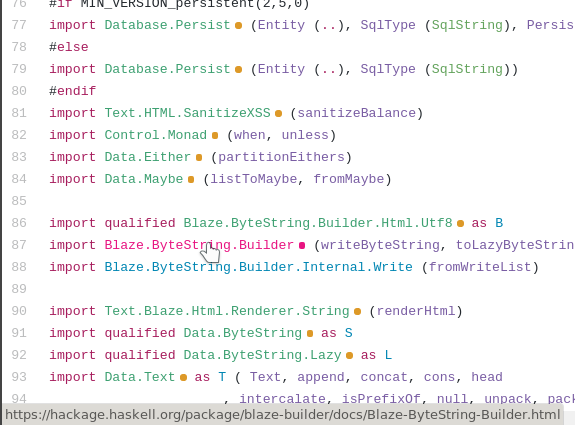 76 #if MIN_VERSION_persistent(2,5,0)
77 import Database.Persist (Entity (..), SqlType (SqlString), Persis
78 #else
79 import Database.Persist (Entity (..), SqlType (SqlString))
80 #endif
81 import Text.HTML.SanitizeXSS (sanitizeBalance)
82 import Control.Monad (when, unless)
83 import Data.Either (partitionEithers)
84 import Data.Maybe (listToMaybe, fromMaybe)
85
86 import qualified Blaze.ByteString.Builder.Html.Utf8 as B
87 import Blaze.ByteString.Builder (writeByteString, toLazyByteStrin
88 import Blaze.ByteString.Builder.Internal.Write (fromWriteList)
89
90 import Text.Blaze.Html.Renderer.String (renderHtml)
91 import qualified Data.ByteString as S
92 import qualified Data.ByteString.Lazy as L
93 import Data.Text as T ( Text, append, concat, cons, head
94 , intercalate, isPrefixOf, null, unpack, pack
https://hackage.haskell.org/package/blaze-builder/docs/Blaze-ByteString-Builder.html